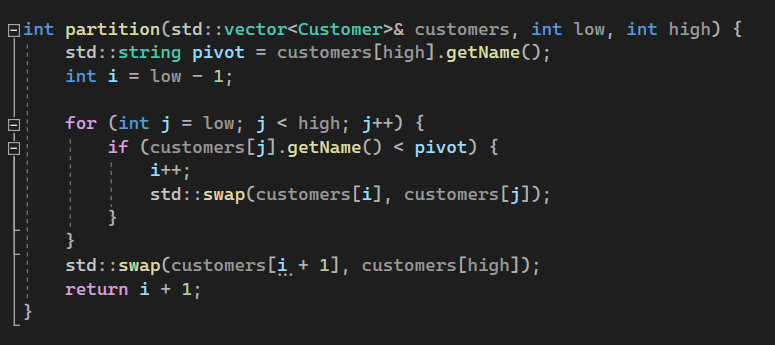 int partition(std::vector<Customer>& customers, int low, int high) {
    std::string pivot = customers[high].getName();
    int i = low - 1;

    for (int j = low; j < high; j++) {
        if (customers[j].getName() < pivot) {
            i++;
            std::swap(customers[i], customers[j]);
        }
    }
    std::swap(customers[i + 1], customers[high]);
    return i + 1;
}